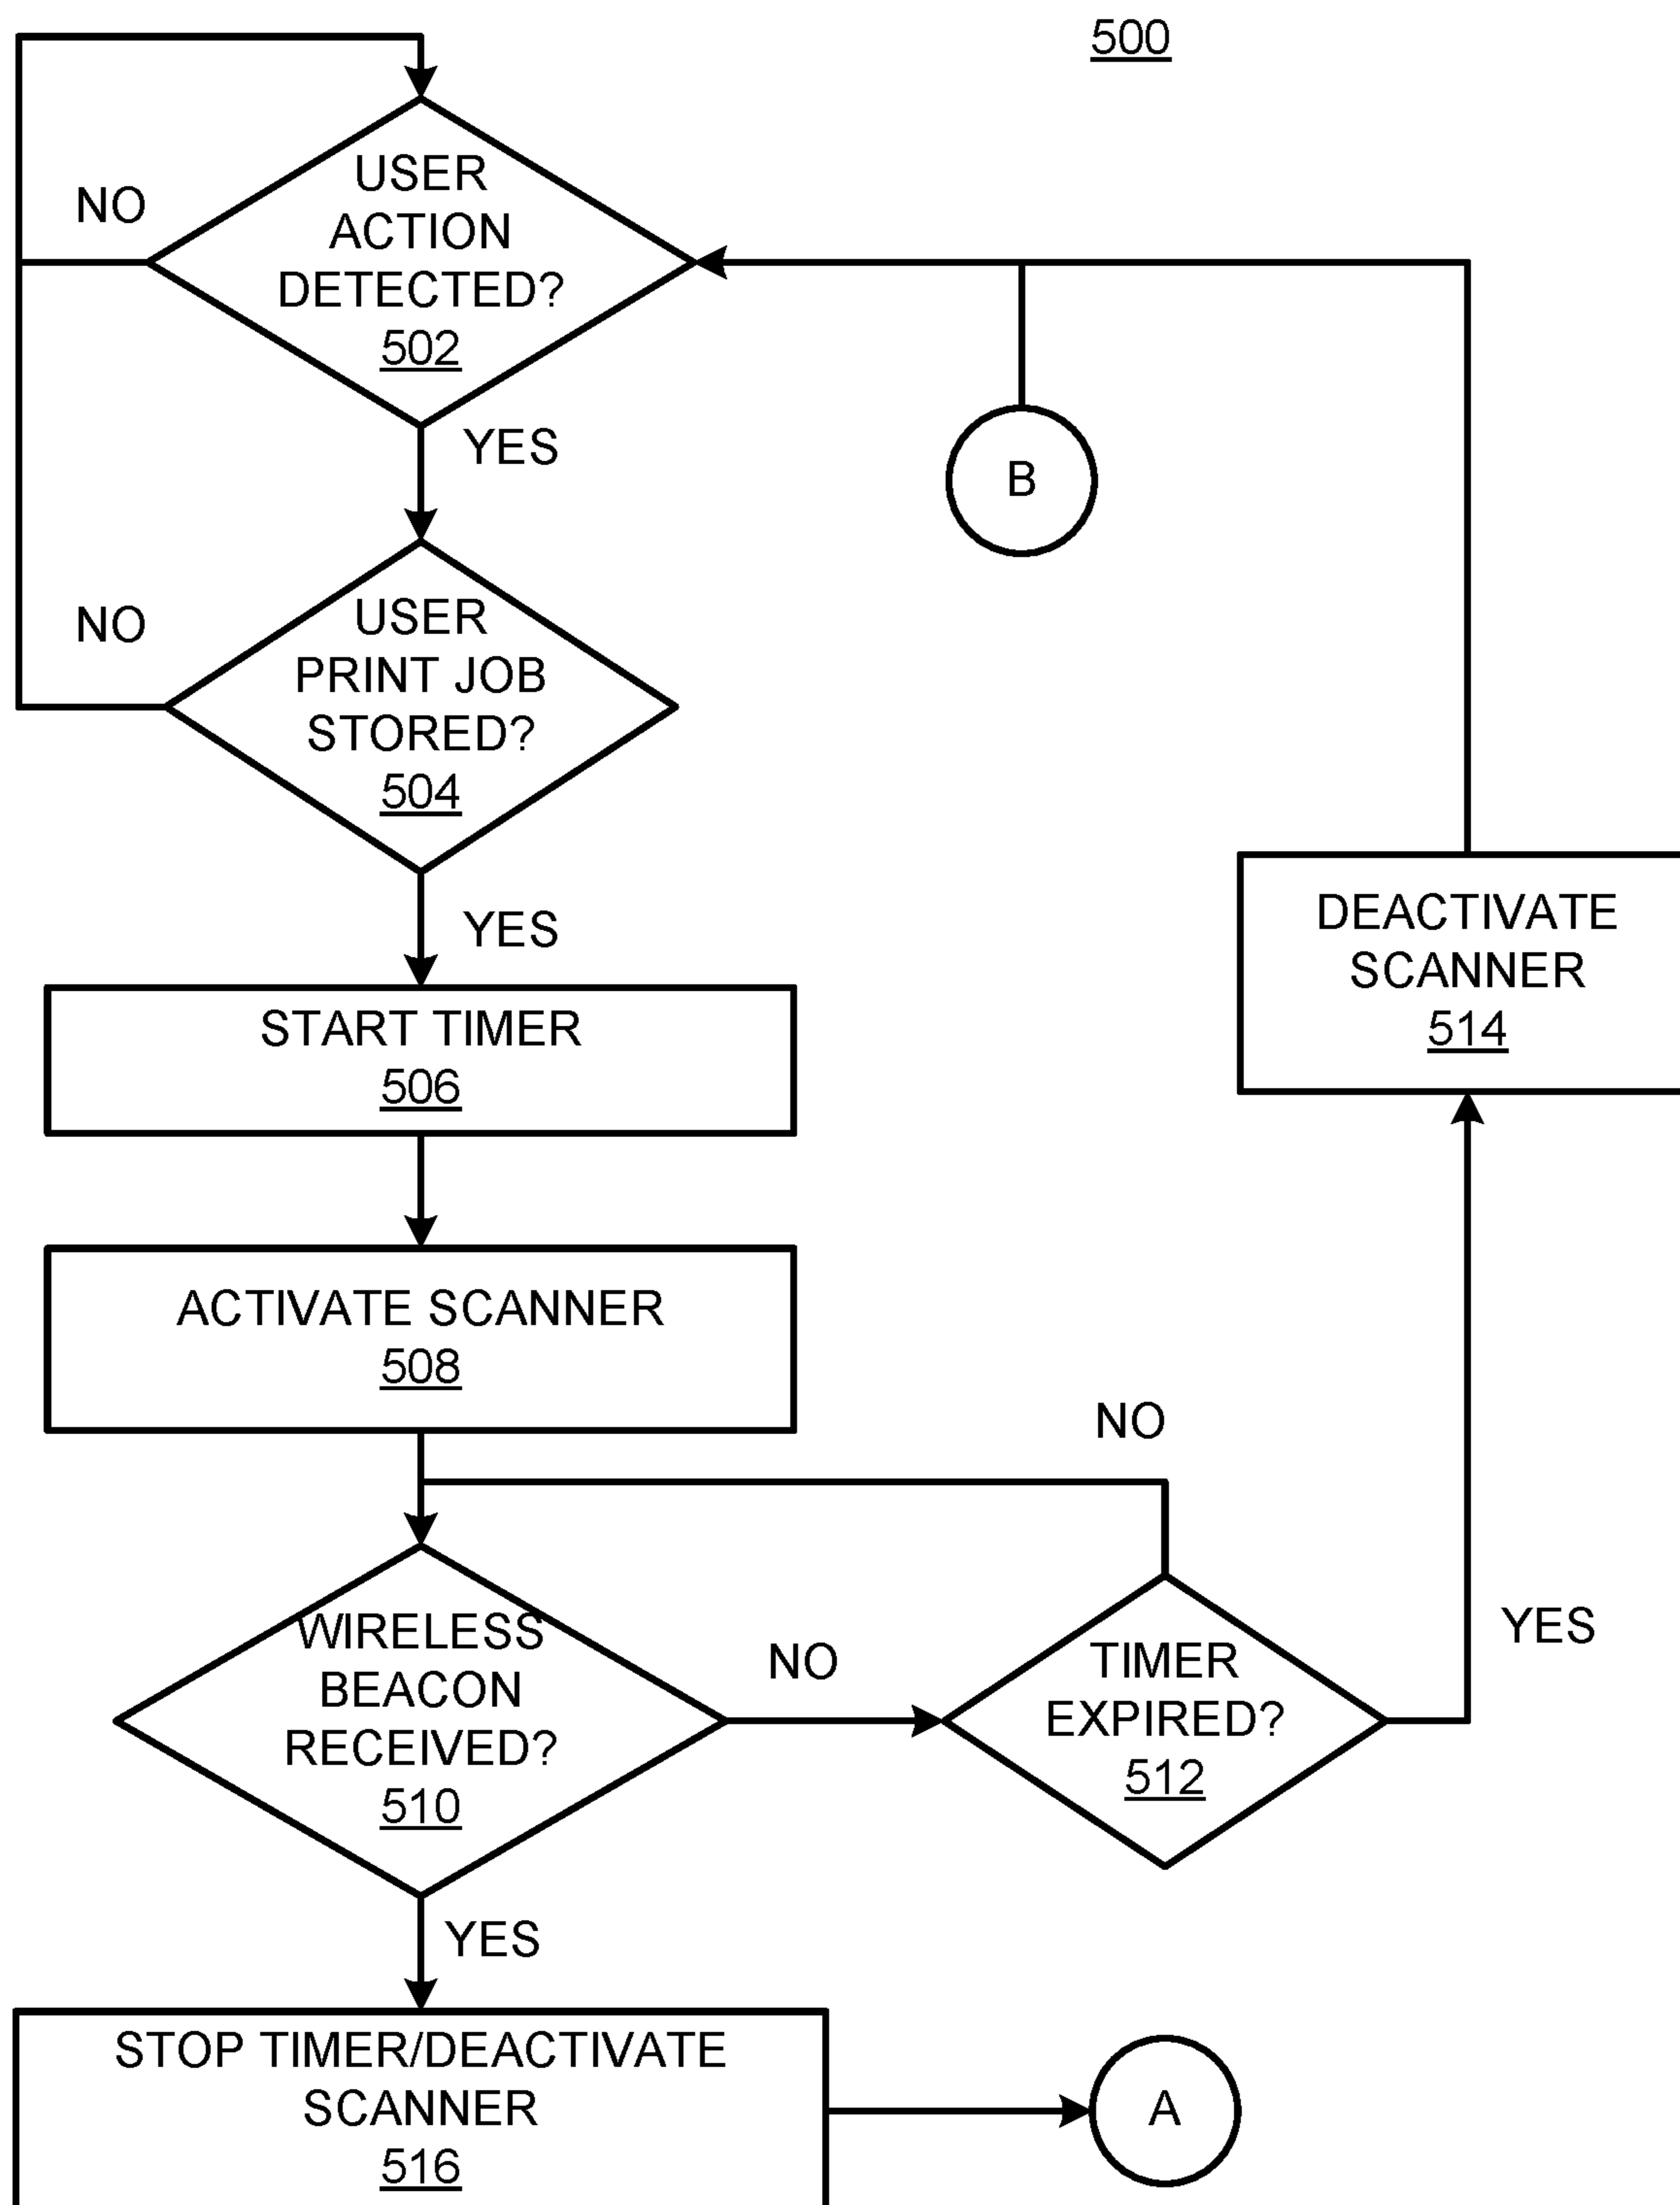 500
USER
ACTION
DETECTED?
502
NO
YES
B
USER
PRINT JOB
STORED?
504
NO
YES
START TIMER
506
DEACTIVATE
SCANNER
514
ACTIVATE SCANNER
508
NO
WIRELESS
BEACON
RECEIVED?
510
NO
TIMER
EXPIRED?
512
YES
YES
STOP TIMER/DEACTIVATE
SCANNER
516
A